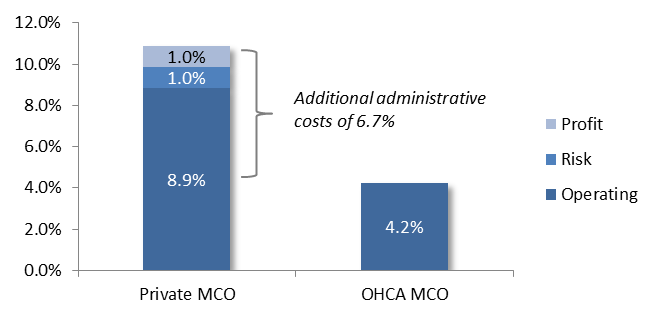 12.0%
10.0%
8.0%
6.0%
4.0%
2.0%
0.0%
1.0%
1.0%
8.9%
Additional administrative
costs of 6.7%
4.2%
Private MCO
OHCA MCO
Profit
Risk
Operating